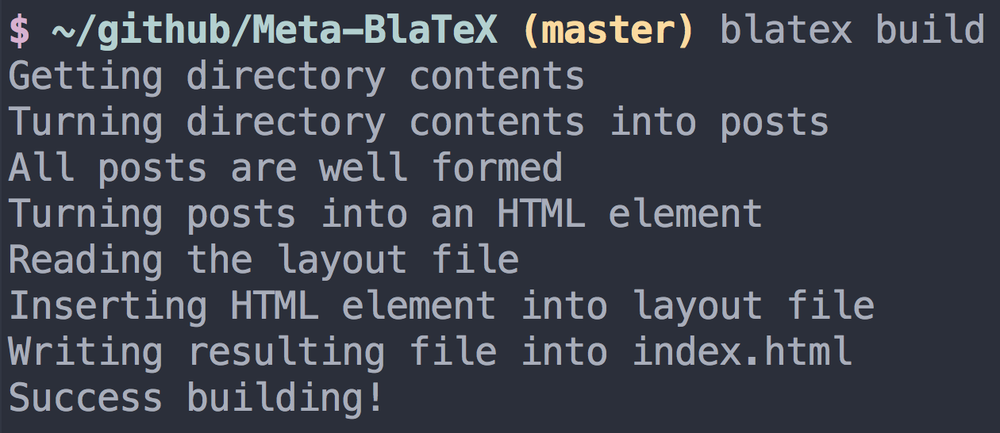 $ ~/github/Meta-BlaTeX (master) blatex build
Getting directory contents
Turning directory contents into posts
All posts are well formed
Turning posts into an HTML element
Reading the layout file
Inserting HTML element into layout file
Writing resulting file into index.html
Success building!